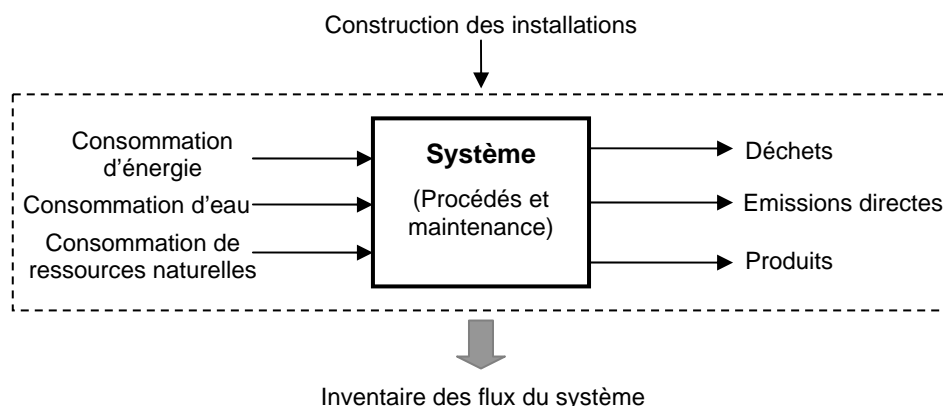 Construction des installations
Consommation
d'énergie
Consommation d'eau
Consommation de
ressources naturelles
Système
(Procédés et
maintenance)
Déchets
Emissions directes
Produits
Inventaire des flux du système